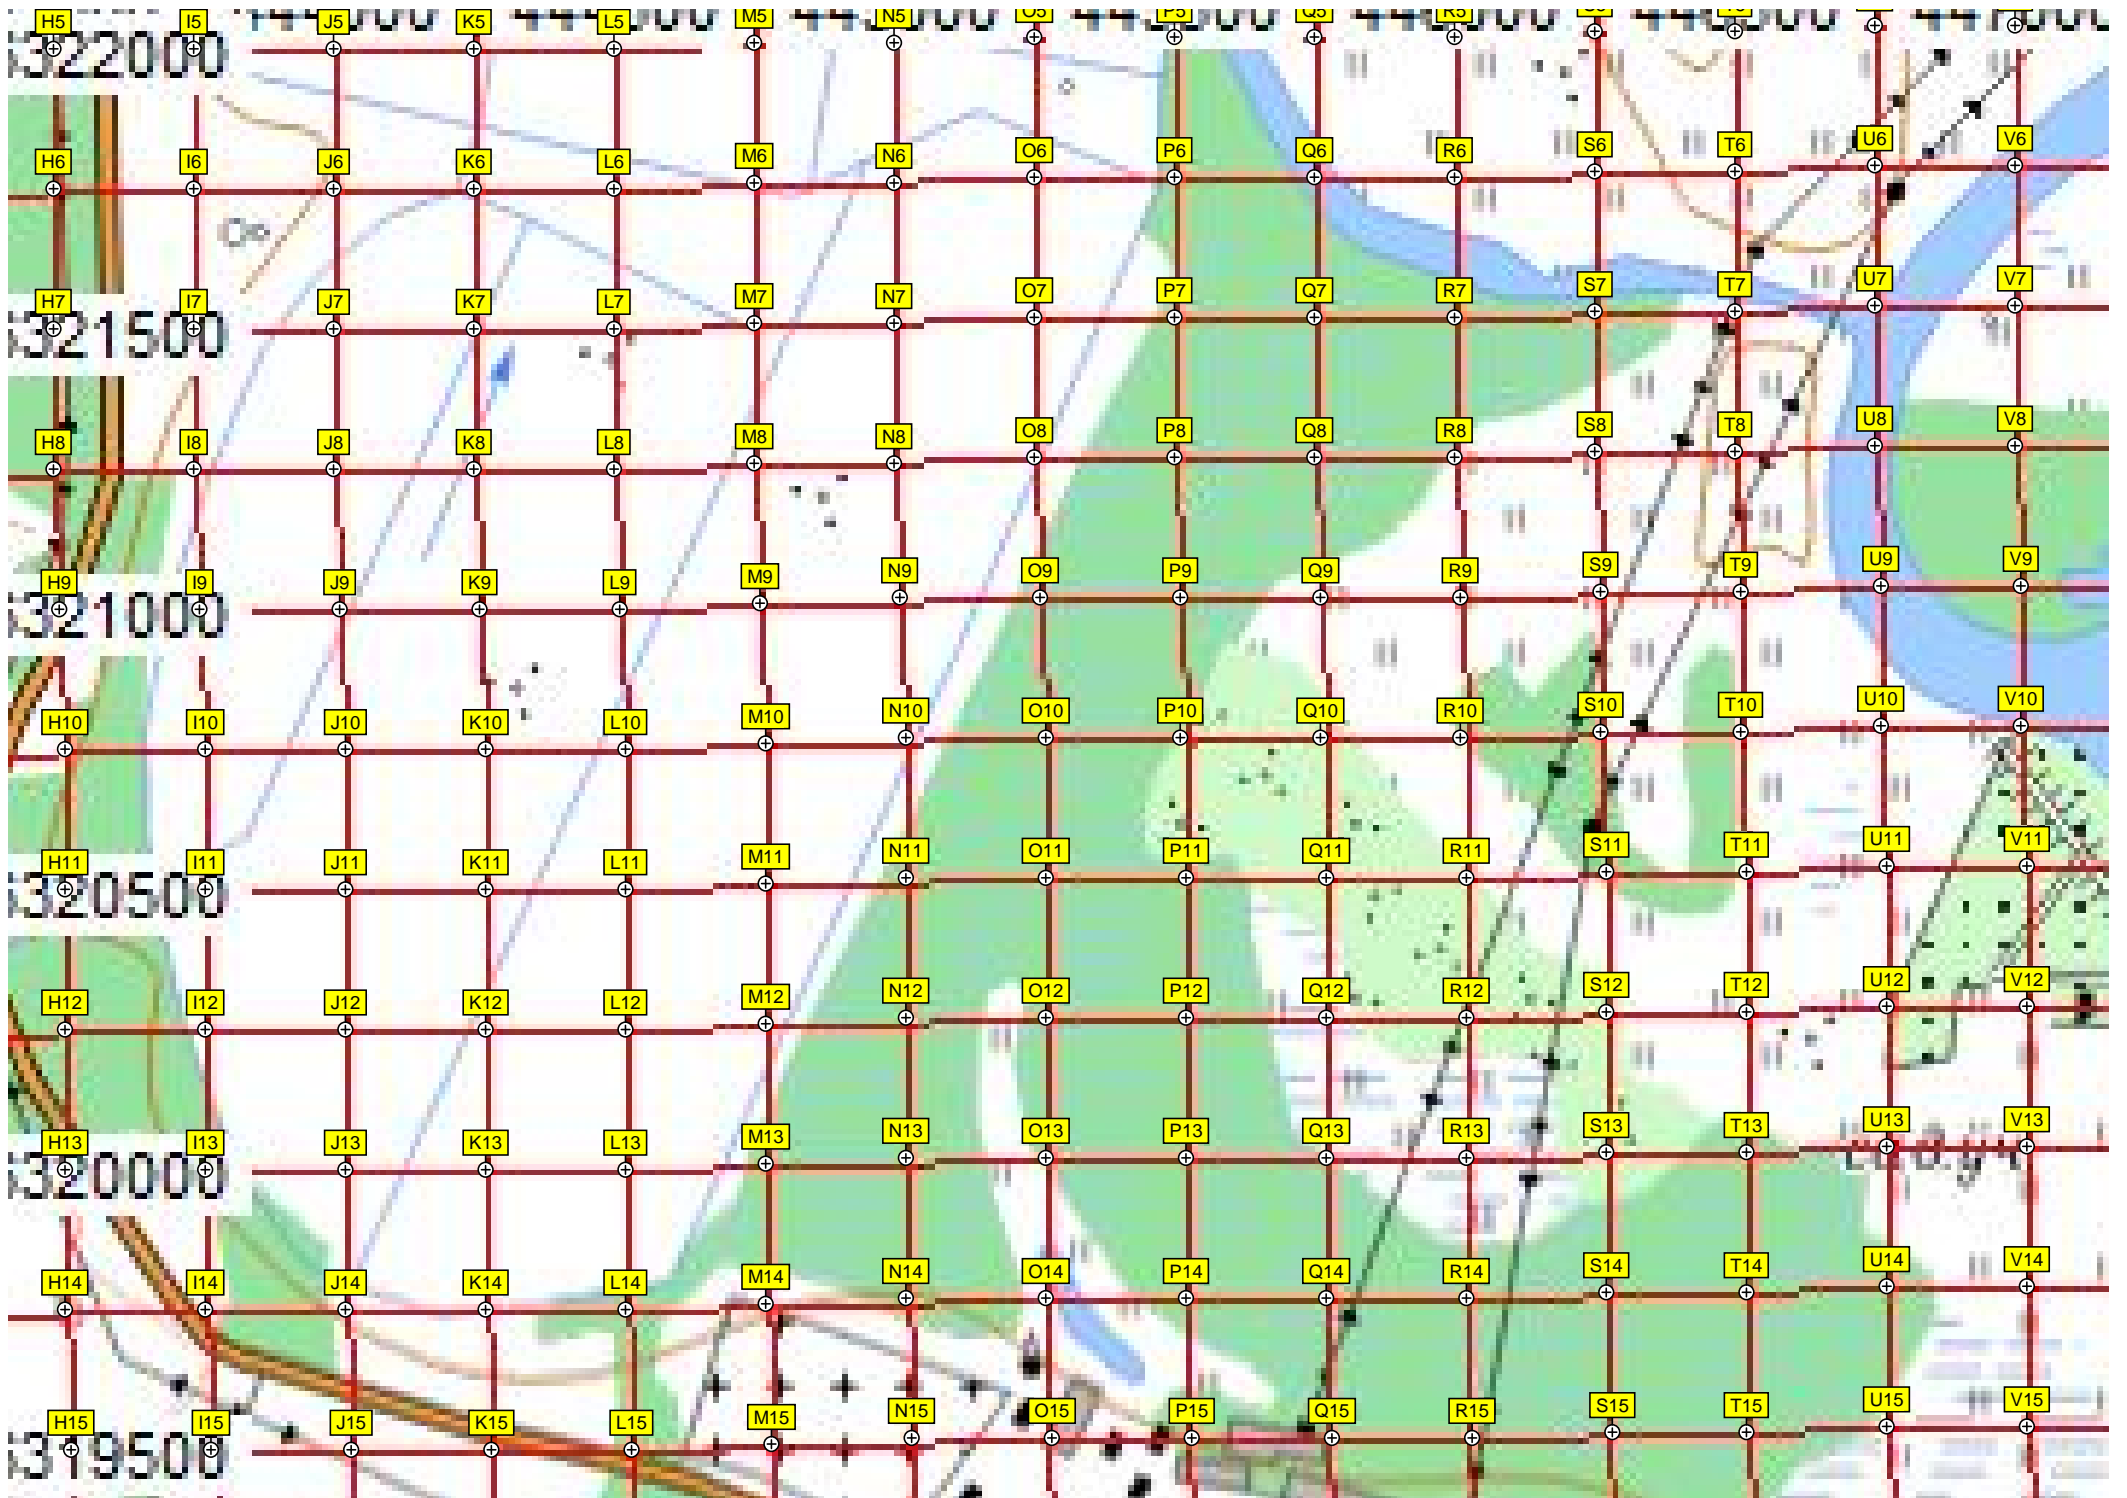 H5 I5 J5 K5 L5 M5 N5 O5 P5 Q5 R5
322000
H6 I6 J6 K6 L6 M6 N6 O6 P6 Q6 R6 S6 T6 U6 V6
H7 I7 J7 K7 L7 M7 N7 O7 P7 Q7 R7 S7 T7 U7 V7
321500
H8 I8 J8 K8 L8 M8 N8 O8 P8 Q8 R8 S8 T8 U8 V8
H9 I9 J9 K9 L9 M9 N9 O9 P9 Q9 R9 S9 T9 U9 V9
321000
H10 I10 J10 K10 L10 M10 N10 O10 P10 Q10 R10 S10 T10 U10 V10
H11 I11 J11 K11 L11 M11 N11 O11 P11 Q11 R11 S11 T11 U11 V11
320500
H12 I12 J12 K12 L12 M12 N12 O12 P12 Q12 R12 S12 T12 U12 V12
H13 I13 J13 K13 L13 M13 N13 O13 P13 Q13 R13 S13 T13 U13 V13
320000
H14 I14 J14 K14 L14 M14 N14 O14 P14 Q14 R14 S14 T14 U14 V14
H15 I15 J15 K15 L15 M15 N15 O15 P15 Q15 R15 S15 T15 U15 V15
319500